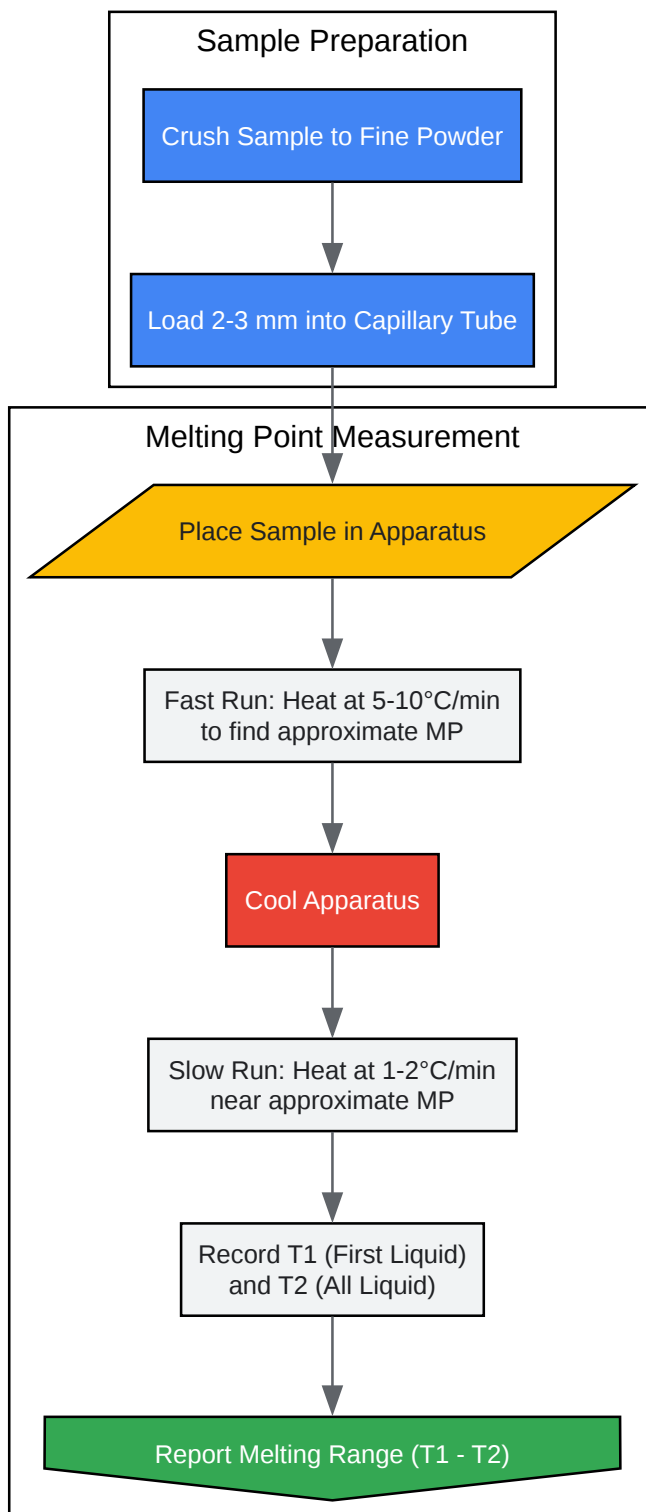 Sample Preparation
Crush Sample to Fine Powder
Load 2-3 mm into Capillary Tube
Melting Point Measurement
Place Sample in Apparatus
Fast Run: Heat at 5-10°C/min
to find approximate MP
Cool Apparatus
Slow Run: Heat at 1-2°C/min
near approximate MP
Record T1 (First Liquid)
and T2 (All Liquid)
Report Melting Range (T1 - T2)